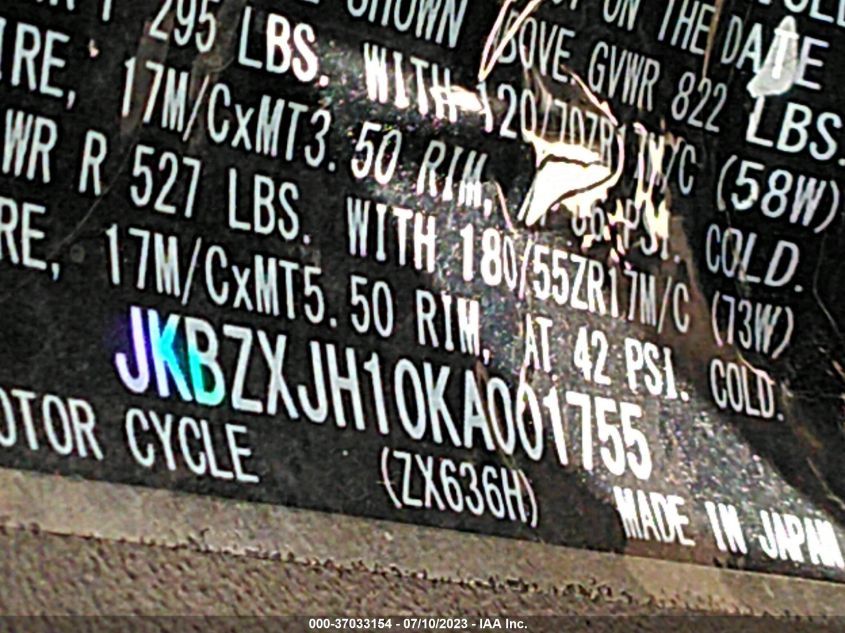 295 LBS. SHOWN ABOVE. GVWR 822 LBS.
ON THE DATE
IRE, 17M/CxMT3.50 RIM, PSI. COLD.
WITH 120/70ZR17M/C (58W)
WR R 527 LBS. WITH 180/55ZR17M/C (73W)
RE, 17M/CxMT5.50 RIM, AT 42 PSI. COLD.
JKBZXJH10KA001755
OTOR CYCLE (ZX636H) MADE IN JAPAN
000-37033154 - 07/10/2023 - IAA Inc.